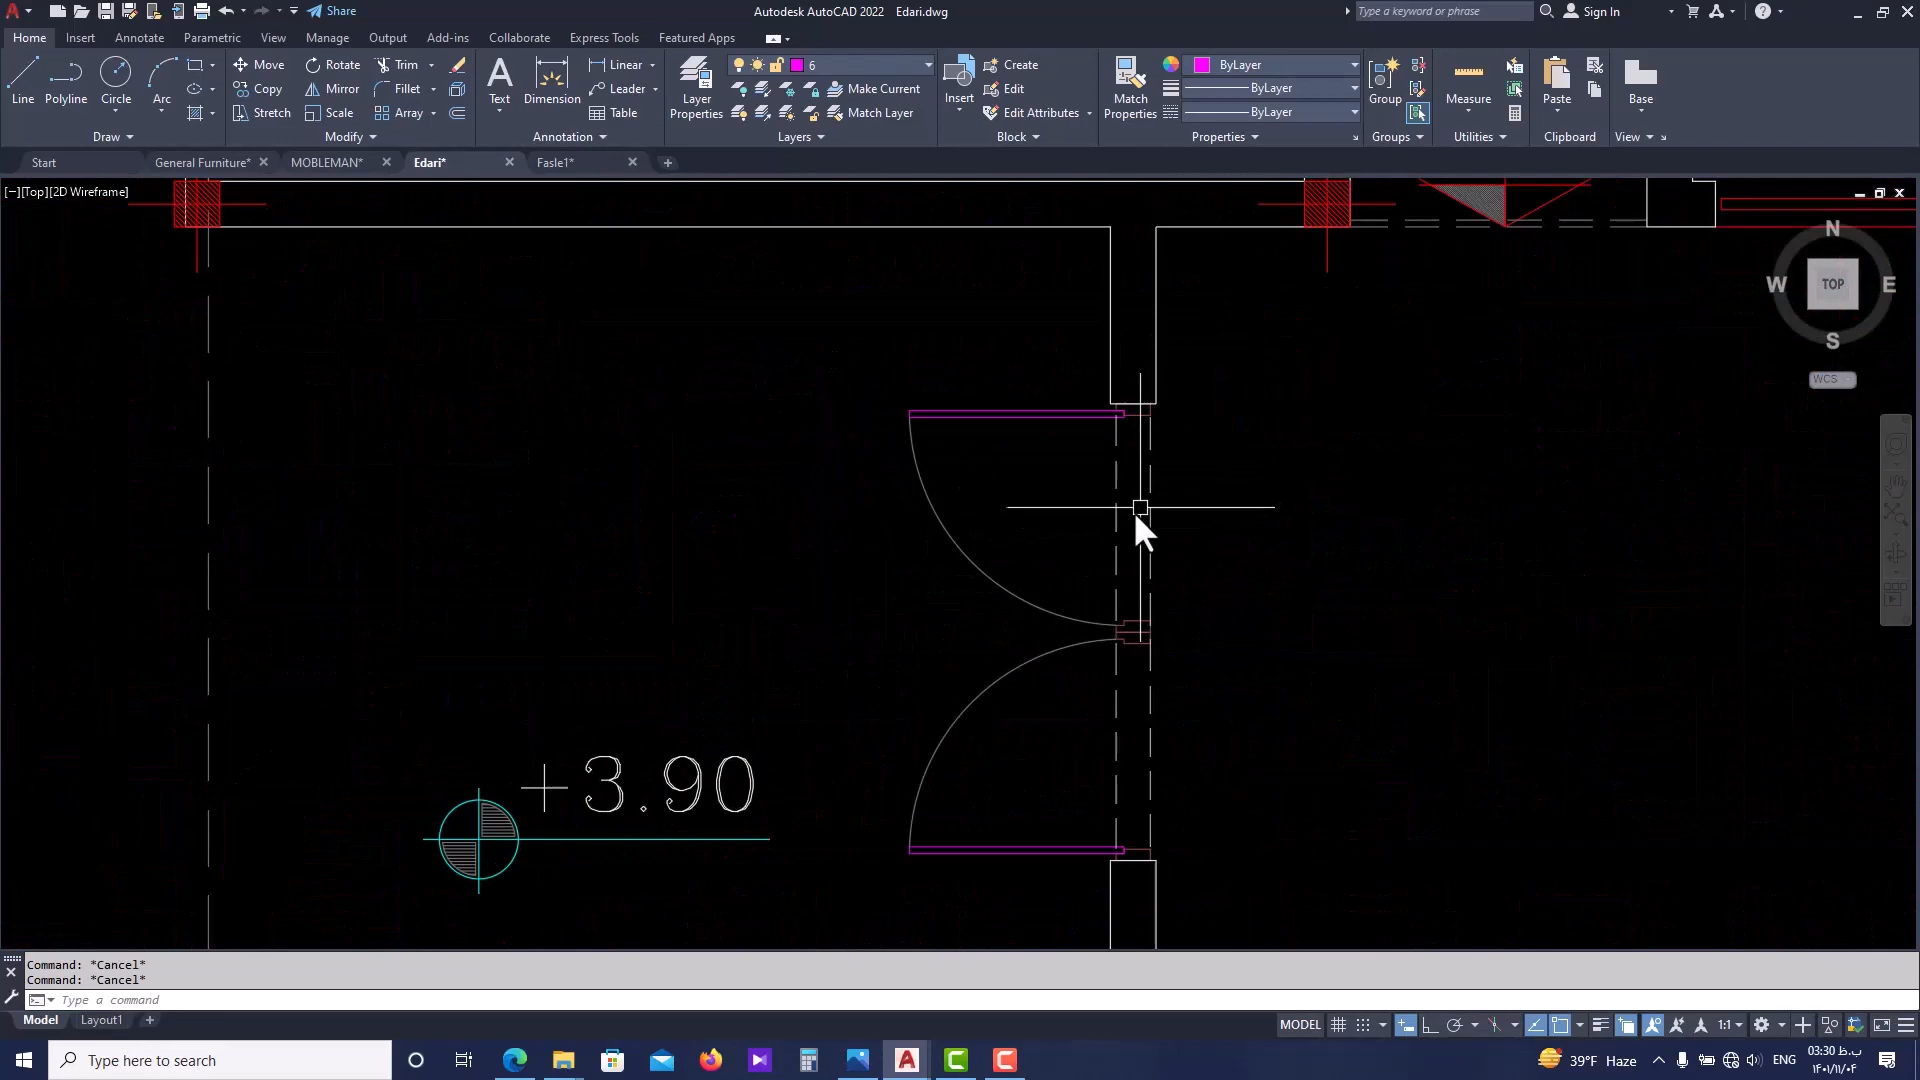 Share
Autodesk AutoCAD 2022 Edari.dwg
Type a keyword or phrase
Sign In
Home Insert Annotate Parametric View Manage Output Add-ins Collaborate Express Tools Featured Apps
Line Polyline Circle Arc
Move Rotate Trim
Copy Mirror Fillet
Stretch Scale Array
Text Dimension
Linear
Leader
Table
Layer Properties
6
Make Current
Match Layer
Insert
Create
Edit
Edit Attributes
Match Properties
ByLayer
ByLayer
ByLayer
Group
Measure
Paste
Base
Draw Modify Annotation Layers Block Properties Groups Utilities Clipboard View
Start General Furniture* MOBLEMAN* Edari* Fasle1*
[−][Top][2D Wireframe]
N
W TOP E
S
WCS
+3.90
Command: *Cancel*
Command: *Cancel*
Type a command
Model Layout1
MODEL 1:1
Type here to search
39°F Haze
ENG
03:30 ب.ظ
۱۴۰۱/۱۱/۰۴